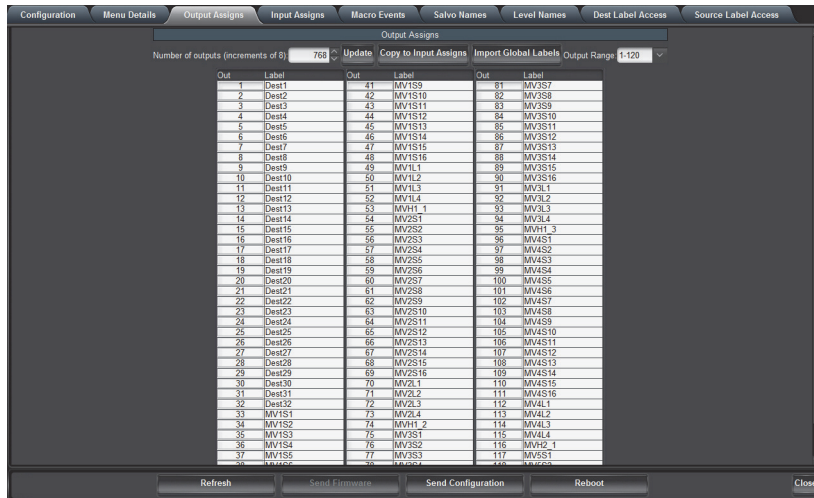 Configuration Menu Details Output Assigns Input Assigns Macro Events Salvo Names Level Names Dest Label Access Source Label Access
Output Assigns
Number of outputs (increments of 8): 768 Update Copy to Input Assigns Import Global Labels Output Range: 1-120
Out Label Out Label Out Label
1 Dest1 41 MV1S9 81 MV3S7
2 Dest2 42 MV1S10 82 MV3S8
3 Dest3 43 MV1S11 83 MV3S9
4 Dest4 44 MV1S12 84 MV3S10
5 Dest5 45 MV1S13 85 MV3S11
6 Dest6 46 MV1S14 86 MV3S12
7 Dest7 47 MV1S15 87 MV3S13
8 Dest8 48 MV1S16 88 MV3S14
9 Dest9 49 MV1L1 89 MV3S15
10 Dest10 50 MV1L2 90 MV3S16
11 Dest11 51 MV1L3 91 MV3L1
12 Dest12 52 MV1L4 92 MV3L2
13 Dest13 53 MVH1_1 93 MV3L3
14 Dest14 54 MV2S1 94 MV3L4
15 Dest15 55 MV2S2 95 MVH1_3
16 Dest16 56 MV2S3 96 MV4S1
17 Dest17 57 MV2S4 97 MV4S2
18 Dest18 58 MV2S5 98 MV4S3
19 Dest19 59 MV2S6 99 MV4S4
20 Dest20 60 MV2S7 100 MV4S5
21 Dest21 61 MV2S8 101 MV4S6
22 Dest22 62 MV2S9 102 MV4S7
23 Dest23 63 MV2S10 103 MV4S8
24 Dest24 64 MV2S11 104 MV4S9
25 Dest25 65 MV2S12 105 MV4S10
26 Dest26 66 MV2S13 106 MV4S11
27 Dest27 67 MV2S14 107 MV4S12
28 Dest28 68 MV2S15 108 MV4S13
29 Dest29 69 MV2S16 109 MV4S14
30 Dest30 70 MV2L1 110 MV4S15
31 Dest31 71 MV2L2 111 MV4S16
32 Dest32 72 MV2L3 112 MV4L1
33 MV1S1 73 MV2L4 113 MV4L2
34 MV1S2 74 MVH1_2 114 MV4L3
35 MV1S3 75 MV3S1 115 MV4L4
36 MV1S4 76 MV3S2 116 MVH2_1
37 MV1S5 77 MV3S3 117 MV5S1
Refresh Send Firmware Send Configuration Reboot Close